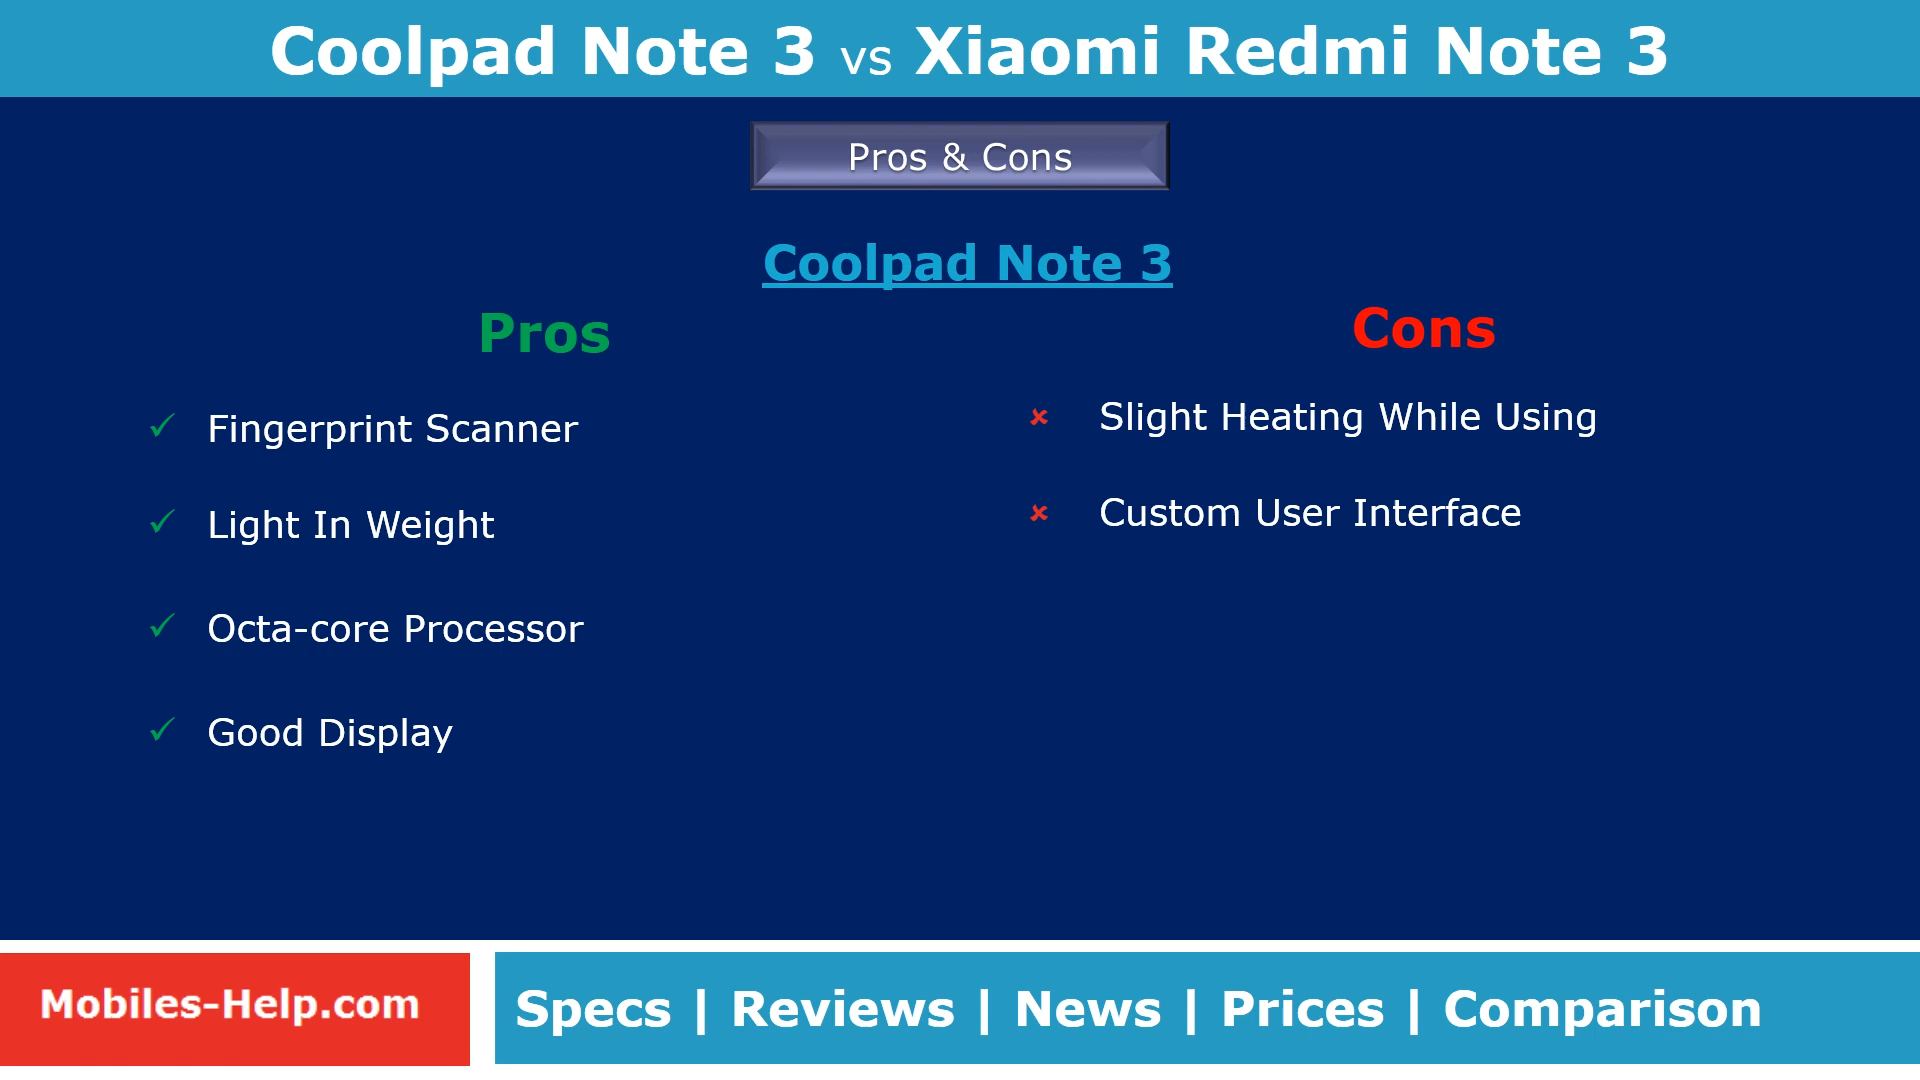 Coolpad Note 3 vs Xiaomi Redmi Note 3
Pros & Cons
Coolpad Note 3
Pros
Fingerprint Scanner
Light In Weight
Octa-core Processor
Good Display
Cons
Slight Heating While Using
Custom User Interface
Mobiles-Help.com
Specs | Reviews | News | Prices | Comparison